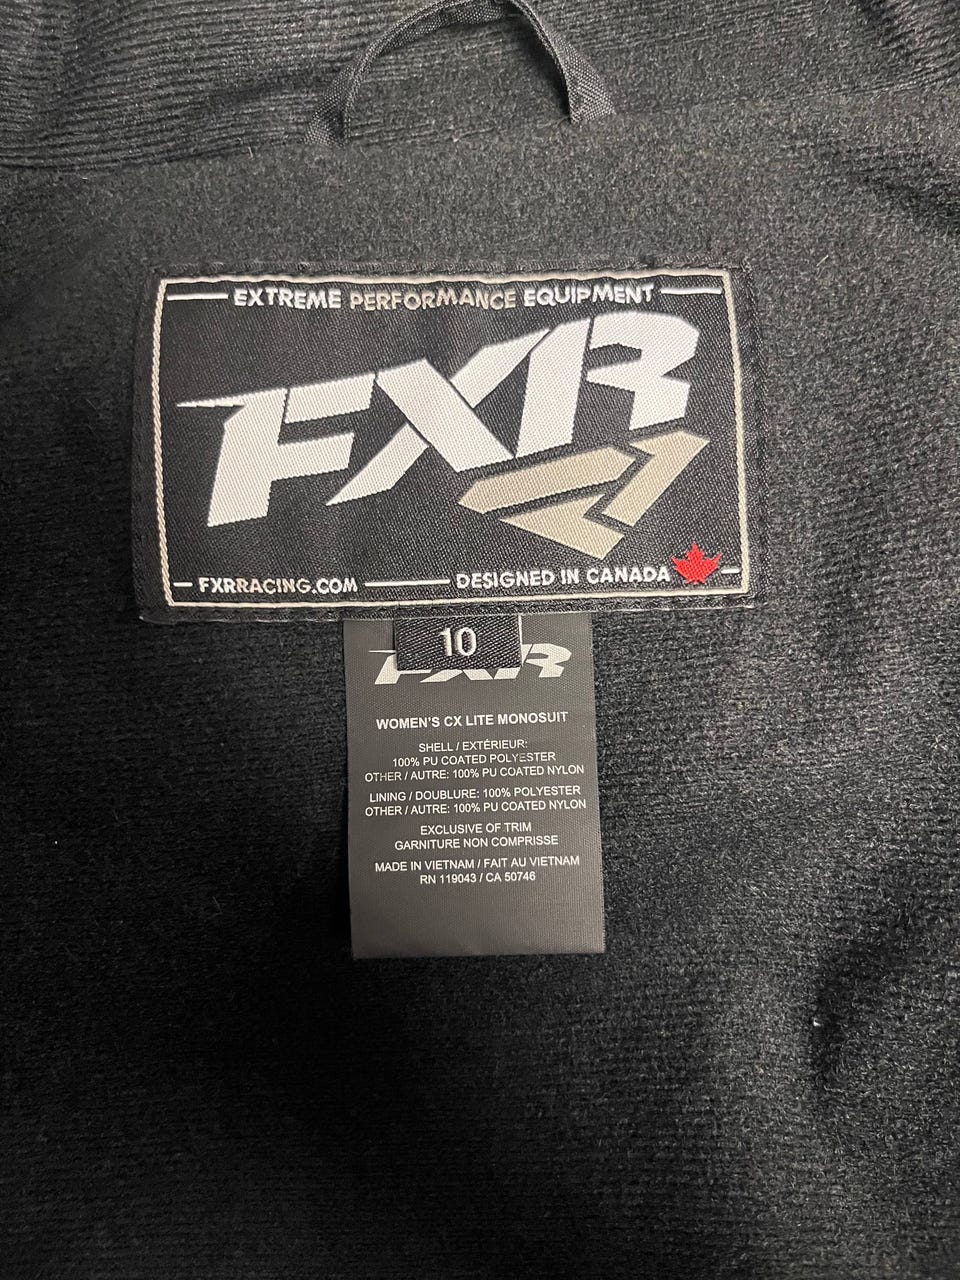 EXTREME PERFORMANCE EQUIPMENT
FXR
FXRRACING.COM
DESIGNED IN CANADA
10
FXR
WOMEN'S CX LITE MONOSUIT
SHELL / EXTÉRIEUR:
100% PU COATED POLYESTER
OTHER / AUTRE: 100% PU COATED NYLON
LINING / DOUBLURE: 100% POLYESTER
OTHER / AUTRE: 100% PU COATED NYLON
EXCLUSIVE OF TRIM
GARNITURE NON COMPRISSE
MADE IN VIETNAM / FAIT AU VIETNAM
RN 119043 / CA 50746